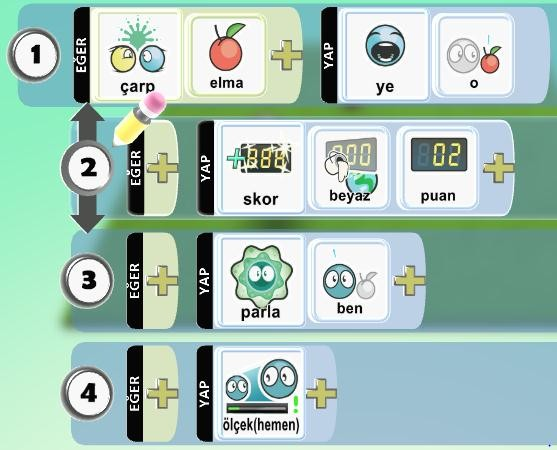 1 EĞER çarp elma YAP ye o
2 EĞER YAP skor beyaz 02 puan
3 EĞER YAP parla ben
4 EĞER YAP ölçek(hemen)